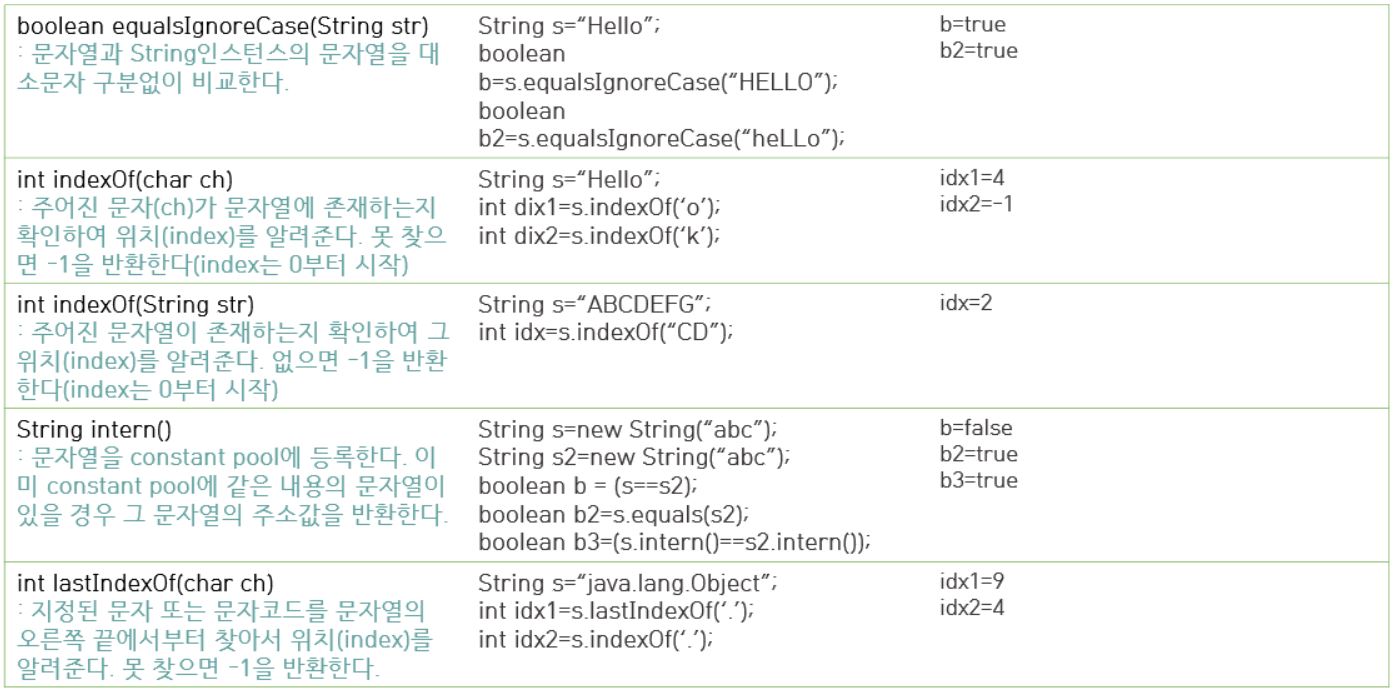 boolean equalsIgnoreCase(String str)
: 문자열과 String인스턴스의 문자열을 대
소문자 구분없이 비교한다.
String s=“Hello”;
boolean
b=s.equalsIgnoreCase(“HELLO”);
boolean
b2=s.equalsIgnoreCase(“heLLo”);
b=true
b2=true
int indexOf(char ch)
: 주어진 문자(ch)가 문자열에 존재하는지
확인하여 위치(index)를 알려준다. 못 찾으
면 -1을 반환한다(index는 0부터 시작)
String s=“Hello”;
int dix1=s.indexOf(‘o’);
int dix2=s.indexOf(‘k’);
idx1=4
idx2=-1
int indexOf(String str)
: 주어진 문자열이 존재하는지 확인하여 그
위치(index)를 알려준다. 없으면 -1을 반환
한다(index는 0부터 시작)
String s=“ABCDEFG”;
int idx=s.indexOf(“CD”);
idx=2
String intern()
: 문자열을 constant pool에 등록한다. 이
미 constant pool에 같은 내용의 문자열이
있을 경우 그 문자열의 주소값을 반환한다.
String s=new String(“abc”);
String s2=new String(“abc”);
boolean b = (s==s2);
boolean b2=s.equals(s2);
boolean b3=(s.intern()==s2.intern());
b=false
b2=true
b3=true
int lastIndexOf(char ch)
: 지정된 문자 또는 문자코드를 문자열의
오른쪽 끝에서부터 찾아서 위치(index)를
알려준다. 못 찾으면 -1을 반환한다.
String s=“java.lang.Object”;
int idx1=s.lastIndexOf(‘.’);
int idx2=s.indexOf(‘.’);
idx1=9
idx2=4